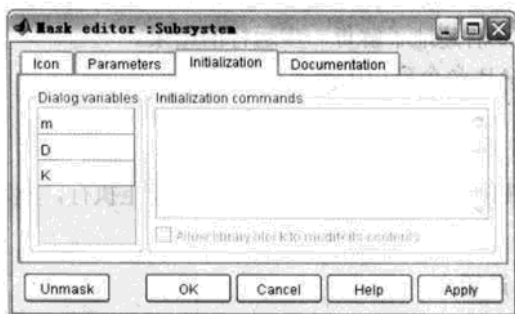 Mask editor :Subsystem
Icon Parameters Initialization Documentation
Dialog variables Initialization commands
m
D
K
Allow library block to modify its contents
Unmask OK Cancel Help Apply